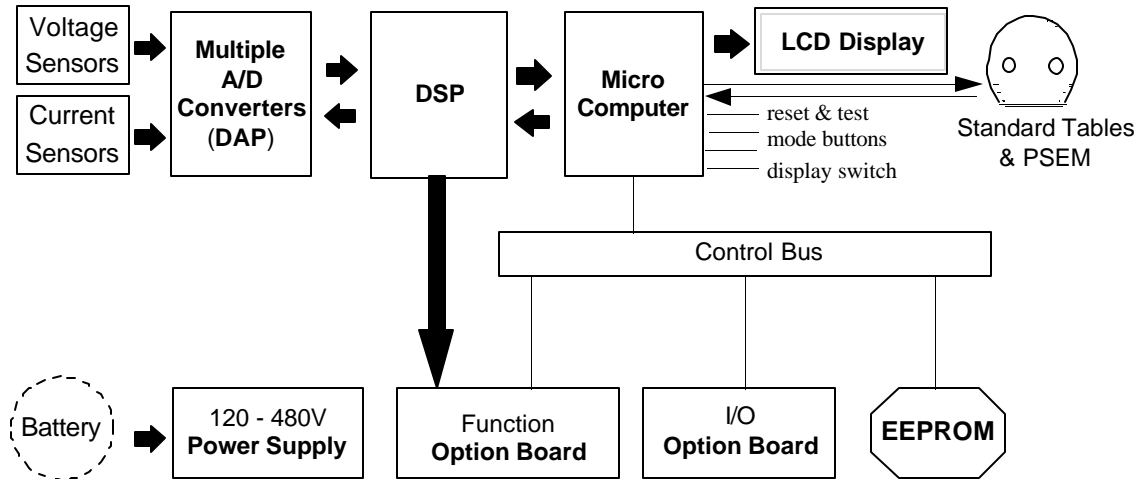 Voltage
Sensors
Current
Sensors
Multiple
A/D
Converters
(DAP)
DSP
Micro
Computer
LCD Display
reset & test
mode buttons
display switch
Standard Tables
& PSEM
Control Bus
Battery
120 - 480V
Power Supply
Function
Option Board
I/O
Option Board
EEPROM